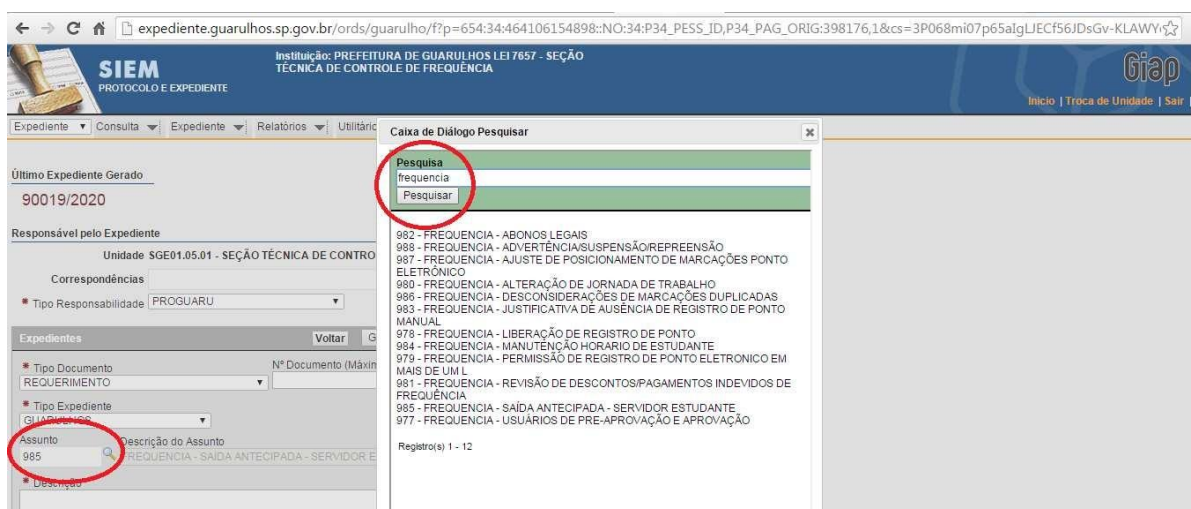 expediente.guarulhos.sp.gov.br/ords/guarulho/f?p=654:34:464106154898::NO:34:P34_PESS_ID,P34_PAG_ORIG:398176,1&cs=3P068mi07p65aIgLJECf56JDsGv-KLAWY
SIEM
PROTOCOLO E EXPEDIENTE
Instituição: PREFEITURA DE GUARULHOS LEI 7657 - SEÇÃO
TÉCNICA DE CONTROLE DE FREQUÊNCIA
Giap
Inicio | Troca de Unidade | Sair |
Expediente Consulta Expediente Relatórios Utilitário
Último Expediente Gerado
90019/2020
Responsável pelo Expediente
Unidade SGE01.05.01 - SEÇÃO TÉCNICA DE CONTRO
Correspondências
* Tipo Responsabilidade PROGUARU
Expedientes Voltar G
* Tipo Documento Nº Documento (Máxim
REQUERIMENTO
* Tipo Expediente
GUARULHOS
Assunto Descrição do Assunto
985 FREQUENCIA - SAÍDA ANTECIPADA - SERVIDOR E
* Descrição
Caixa de Diálogo Pesquisar
Pesquisa
frequencia
Pesquisar
982 - FREQUENCIA - ABONOS LEGAIS
988 - FREQUENCIA - ADVERTÊNCIA/SUSPENSÃO/REPREENSÃO
987 - FREQUENCIA - AJUSTE DE POSICIONAMENTO DE MARCAÇÕES PONTO
ELETRÔNICO
980 - FREQUENCIA - ALTERAÇÃO DE JORNADA DE TRABALHO
986 - FREQUENCIA - DESCONSIDERAÇÕES DE MARCAÇÕES DUPLICADAS
983 - FREQUENCIA - JUSTIFICATIVA DE AUSÊNCIA DE REGISTRO DE PONTO
MANUAL
978 - FREQUENCIA - LIBERAÇÃO DE REGISTRO DE PONTO
984 - FREQUENCIA - MANUTENÇÃO HORARIO DE ESTUDANTE
979 - FREQUENCIA - PERMISSÃO DE REGISTRO DE PONTO ELETRONICO EM
MAIS DE UM L
981 - FREQUENCIA - REVISÃO DE DESCONTOS/PAGAMENTOS INDEVIDOS DE
FREQUÊNCIA
985 - FREQUENCIA - SAÍDA ANTECIPADA - SERVIDOR ESTUDANTE
977 - FREQUENCIA - USUÁRIOS DE PRE-APROVAÇÃO E APROVAÇÃO
Registro(s) 1 - 12